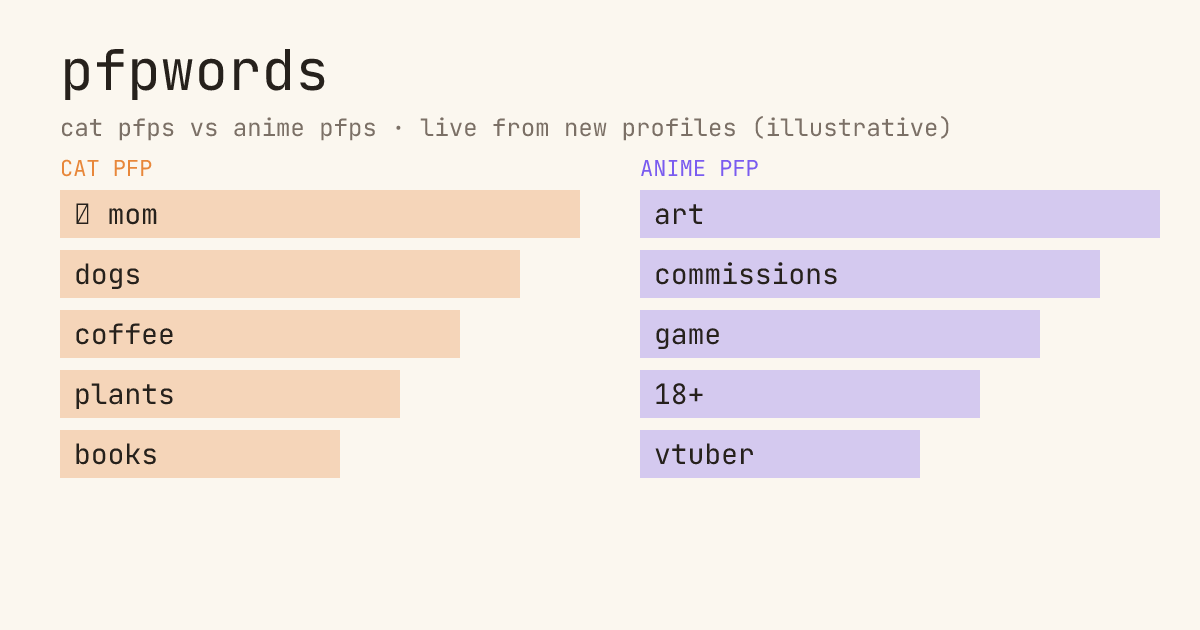 pfpwords
cat pfps vs anime pfps · live from new profiles (illustrative)
CAT PFP
mom
dogs
coffee
plants
books
ANIME PFP
art
commissions
game
18+
vtuber